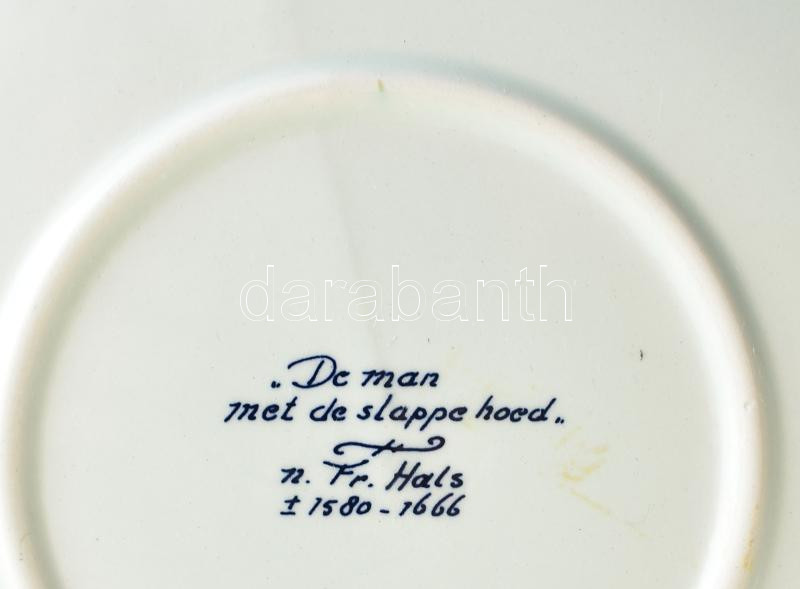 darabanth
„De man
met de slappe hoed„
n. Fr. Hals
± 1580-1666